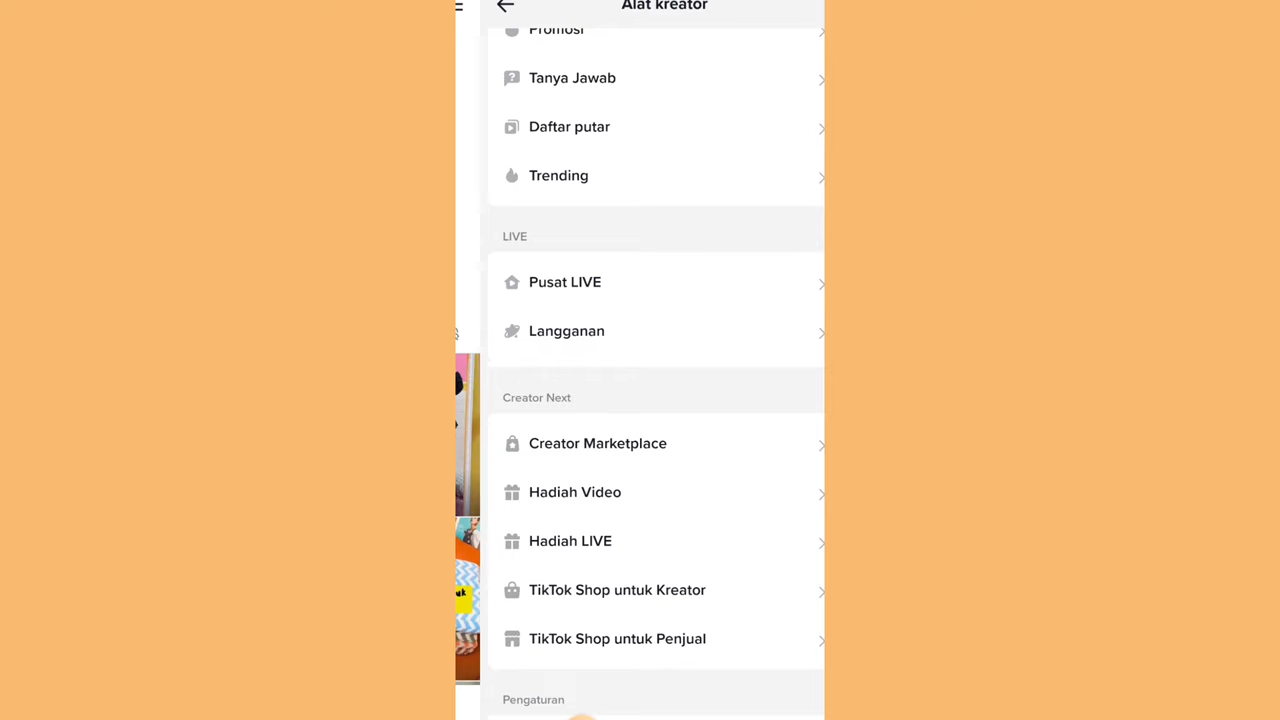 Alat kreator
Promosi
Tanya Jawab
Daftar putar
Trending
LIVE
Pusat LIVE
Langganan
Creator Next
Creator Marketplace
Hadiah Video
Hadiah LIVE
TikTok Shop untuk Kreator
TikTok Shop untuk Penjual
Pengaturan